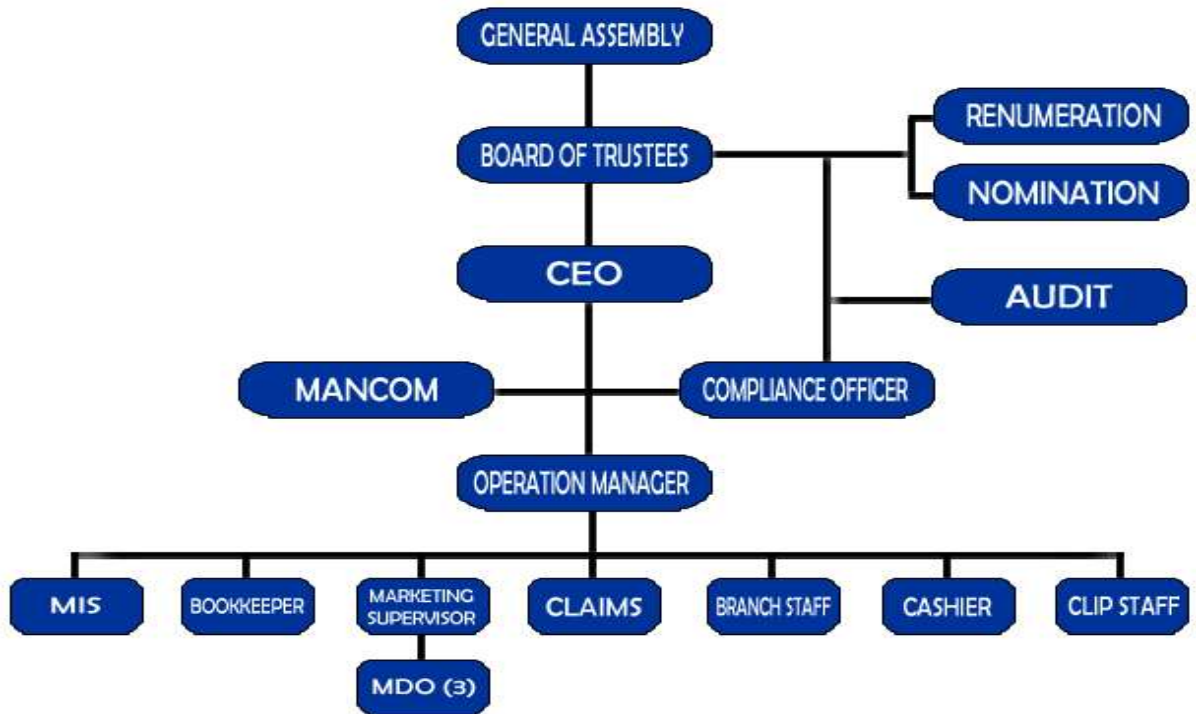 GENERAL ASSEMBLY
RENUMERATION
BOARD OF TRUSTEES
NOMINATION
CEO
AUDIT
MANCOM
COMPLIANCE OFFICER
OPERATION MANAGER
MIS
BOOKKEEPER
MARKETING
SUPERVISOR
CLAIMS
BRANCH STAFF
CASHIER
CLIP STAFF
MDO (3)